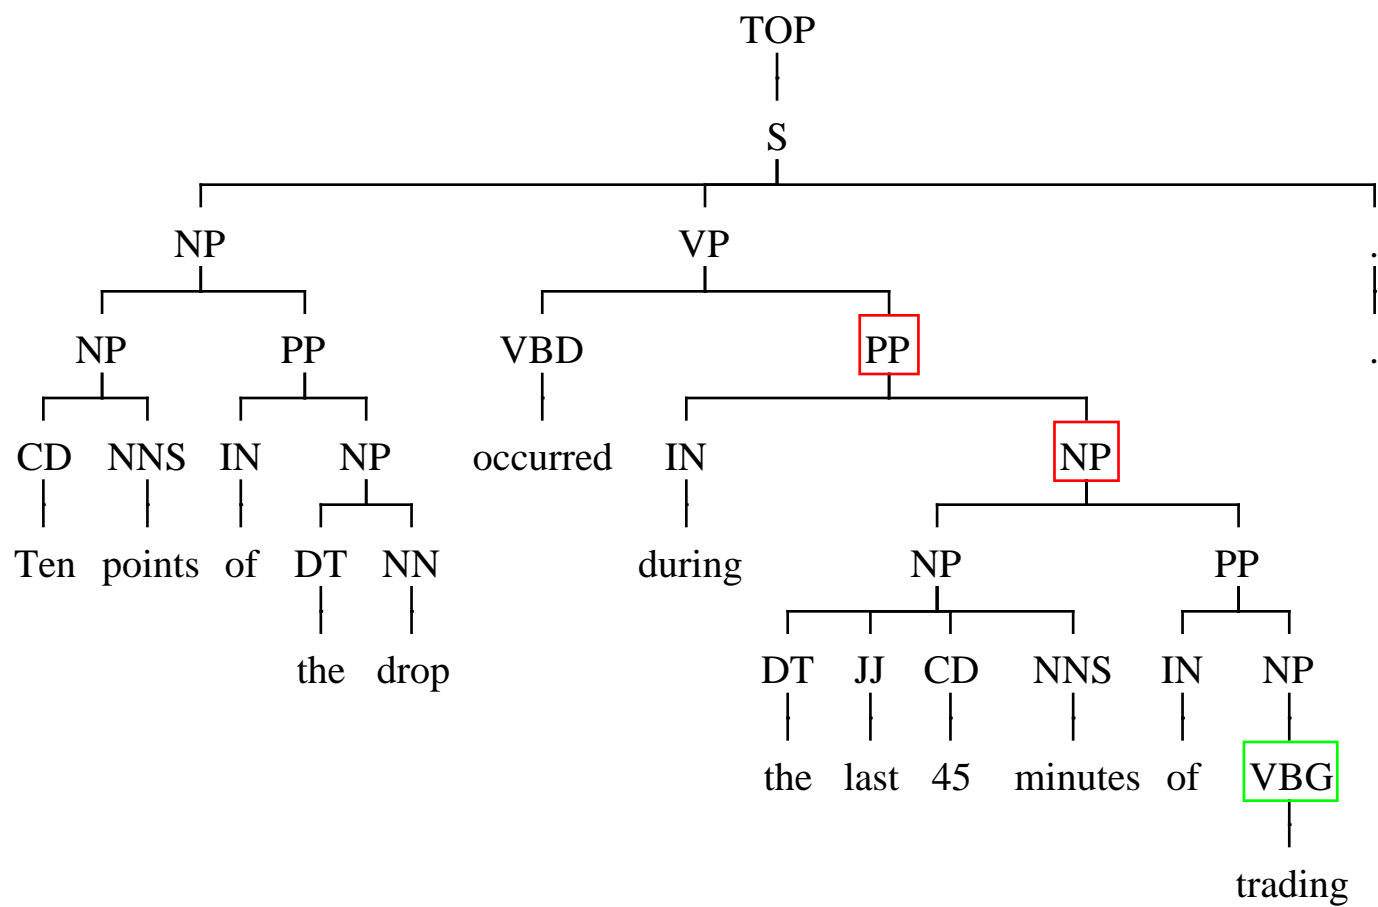 TOP
S
NP VP .
NP PP VBD PP .
CD NNS IN NP occurred IN NP
Ten points of DT NN during NP PP
the drop DT JJ CD NNS IN NP
the last 45 minutes of VBG
trading